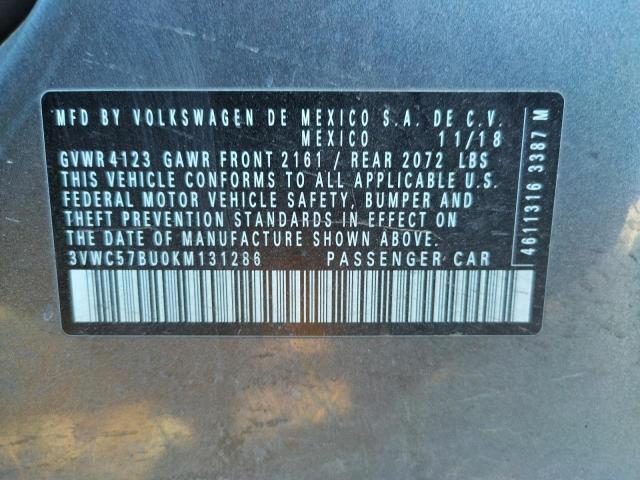 MFD BY VOLKSWAGEN DE MEXICO S.A. DE C.V.
MEXICO 11/18
GVWR 4123 GAWR FRONT 2161 / REAR 2072 LBS
THIS VEHICLE CONFORMS TO ALL APPLICABLE U.S.
FEDERAL MOTOR VEHICLE SAFETY, BUMPER AND
THEFT PREVENTION STANDARDS IN EFFECT ON
THE DATE OF MANUFACTURE SHOWN ABOVE.
3VWC57BU0KM131286 PASSENGER CAR
46111316 3387 M